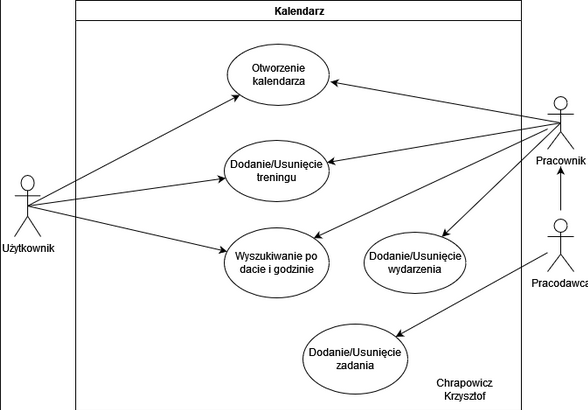 Kalendarz
Otworzenie
kalendarza
Pracownik
Dodanie/Usunięcie
treningu
Użytkownik
Wyszukiwanie po
dacie i godzinie
Dodanie/Usunięcie
wydarzenia
Pracodawca
Dodanie/Usunięcie
zadania
Chrapowicz
Krzysztof